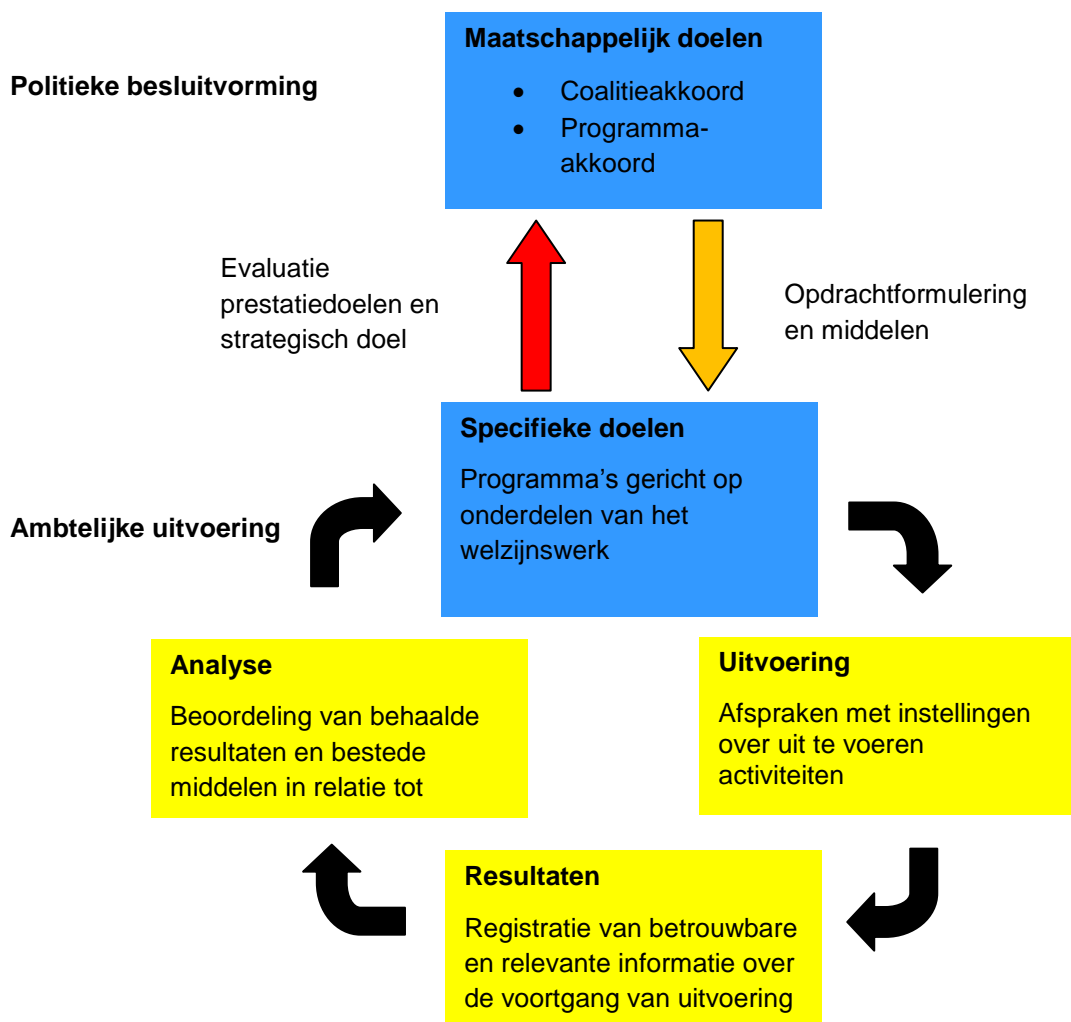 Maatschappelijk doelen
Politieke besluitvorming
• Coalitieakkoord
• Programma-
akkoord
Evaluatie
prestatiedoelen en
strategisch doel
Opdrachtformulering
en middelen
Specifieke doelen
Programma's gericht op
onderdelen van het
welzijnswerk
Ambtelijke uitvoering
Analyse
Beoordeling van behaalde
resultaten en bestede
middelen in relatie tot
Uitvoering
Afspraken met instellingen
over uit te voeren
activiteiten
Resultaten
Registratie van betrouwbare
en relevante informatie over
de voortgang van uitvoering